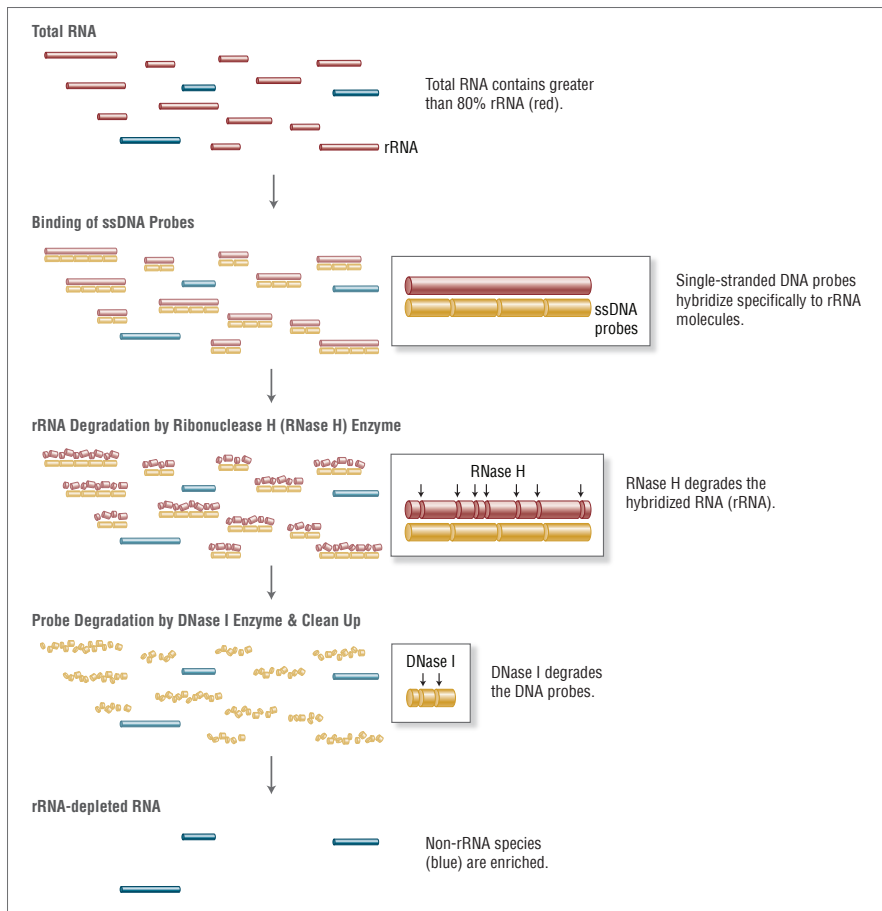 Total RNA
Total RNA contains greater
than 80% rRNA (red).
rRNA
Binding of ssDNA Probes
ssDNA
probes
Single-stranded DNA probes
hybridize specifically to rRNA
molecules.
rRNA Degradation by Ribonuclease H (RNase H) Enzyme
RNase H
RNase H degrades the
hybridized RNA (rRNA).
Probe Degradation by DNase I Enzyme & Clean Up
DNase I
DNase I degrades
the DNA probes.
rRNA-depleted RNA
Non-rRNA species
(blue) are enriched.